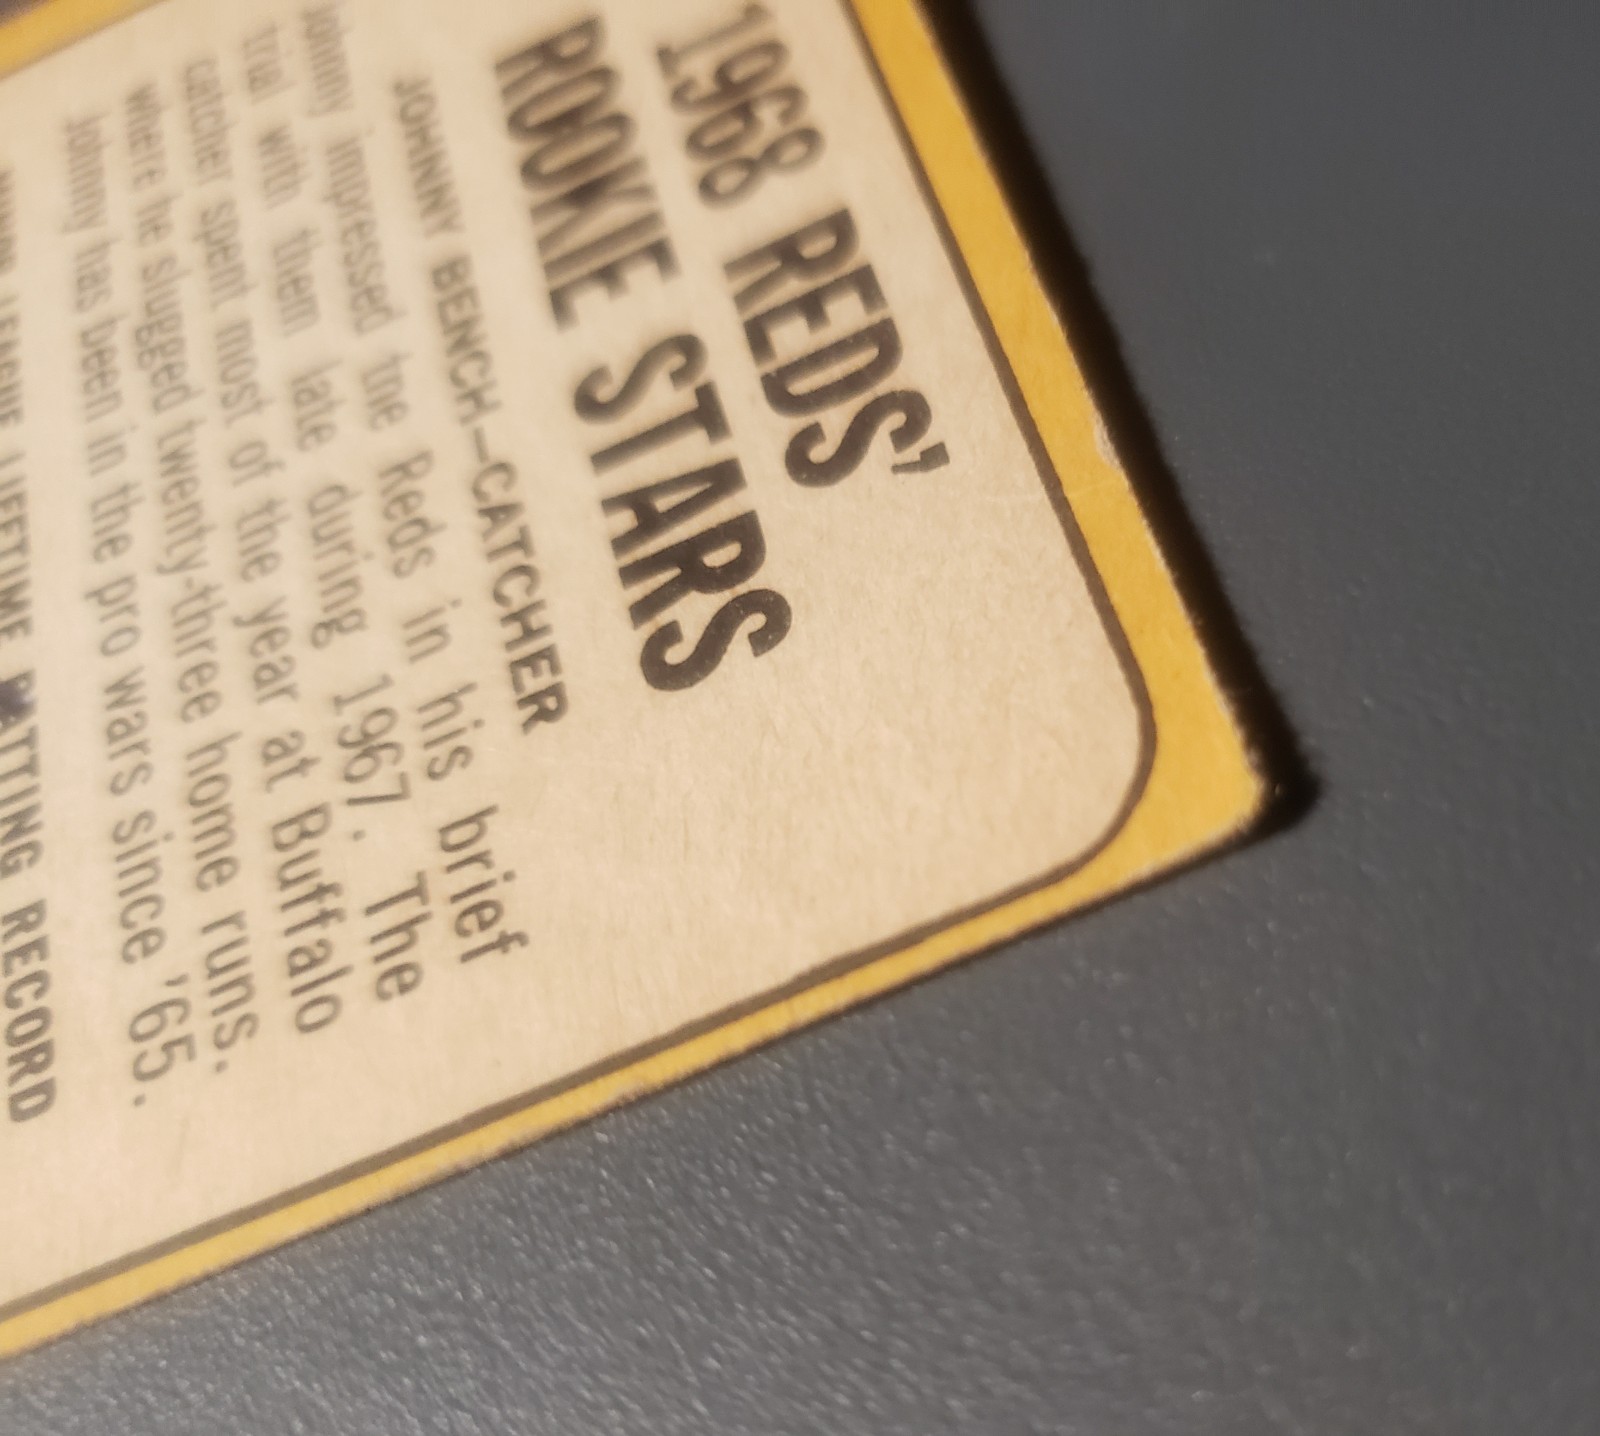 1968 REDS'
ROOKIE STARS
JOHNNY BENCH—CATCHER
Johnny impressed the Reds in his brief
trial with them late during 1967. The
catcher spent most of the year at Buffalo
where he slugged twenty-three home runs.
Johnny has been in the pro wars since '65.
LEAGUE LIFETIME BATTING RECORD